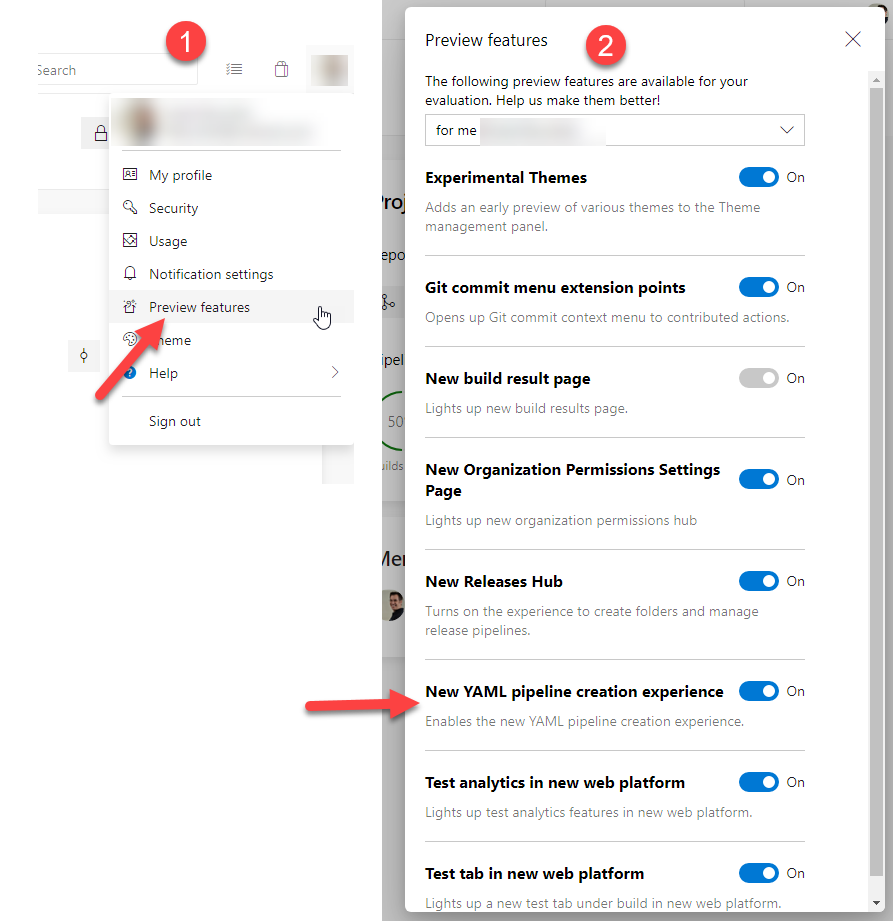 1
Search
My profile
Security
Usage
Notification settings
Preview features
heme
Help
Sign out
Proj
epo
ipel
50
uilds
Mer
2
Preview features
The following preview features are available for your
evaluation. Help us make them better!
for me
Experimental Themes
On
Adds an early preview of various themes to the Theme
management panel.
Git commit menu extension points
On
Opens up Git commit context menu to contributed actions.
New build result page
On
Lights up new build results page.
New Organization Permissions Settings
Page
On
Lights up new organization permissions hub
New Releases Hub
On
Turns on the experience to create folders and manage
release pipelines.
New YAML pipeline creation experience
On
Enables the new YAML pipeline creation experience.
Test analytics in new web platform
On
Lights up test analytics features in new web platform.
Test tab in new web platform
On
Lights up a new test tab under build in new web platform.